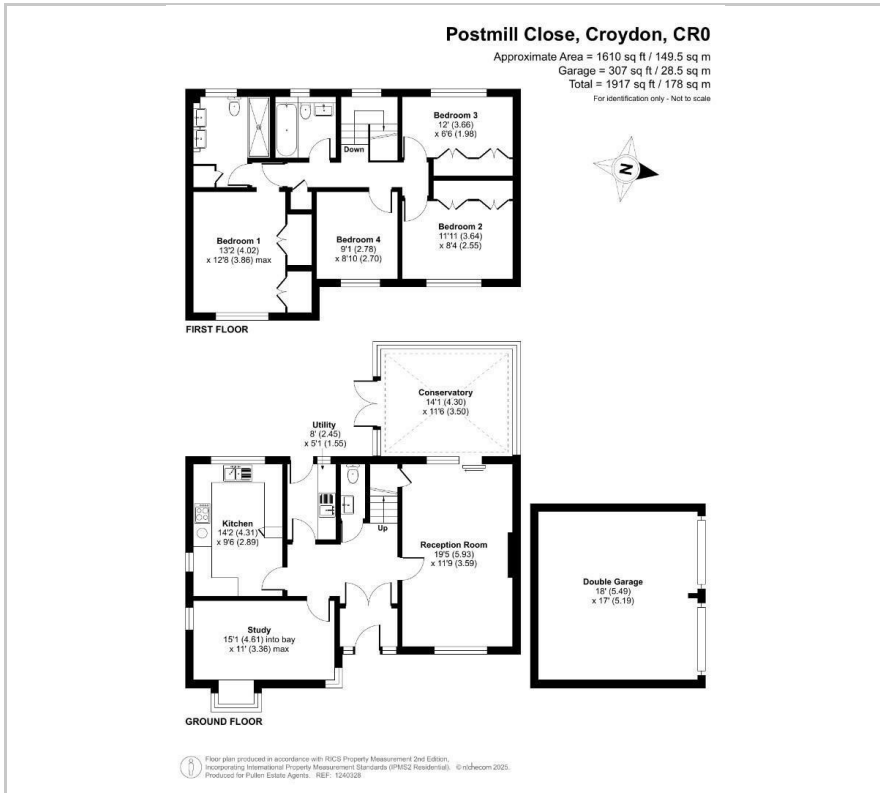 Postmill Close, Croydon, CR0
Approximate Area = 1610 sq ft / 149.5 sq m
Garage = 307 sq ft / 28.5 sq m
Total = 1917 sq ft / 178 sq m
For identification only - Not to scale
N
Bedroom 3
12' (3.66)
x 6'6 (1.98)
Down
Bedroom 1
13'2 (4.02)
x 12'8 (3.86) max
Bedroom 4
9'1 (2.78)
x 8'10 (2.70)
Bedroom 2
11'11 (3.64)
x 8'4 (2.55)
FIRST FLOOR
Conservatory
14'1 (4.30)
x 11'6 (3.50)
Utility
8' (2.45)
x 5'1 (1.55)
Kitchen
14'2 (4.31)
x 9'6 (2.89)
Up
Reception Room
19'5 (5.93)
x 11'9 (3.59)
Double Garage
18' (5.49)
x 17' (5.19)
Study
15'1 (4.61) into bay
x 11' (3.36) max
GROUND FLOOR
Floor plan produced in accordance with RICS Property Measurement 2nd Edition,
Incorporating International Property Measurement Standards (IPMS2 Residential). © nichecom 2025.
Produced for Pullen Estate Agents. REF: 1240328